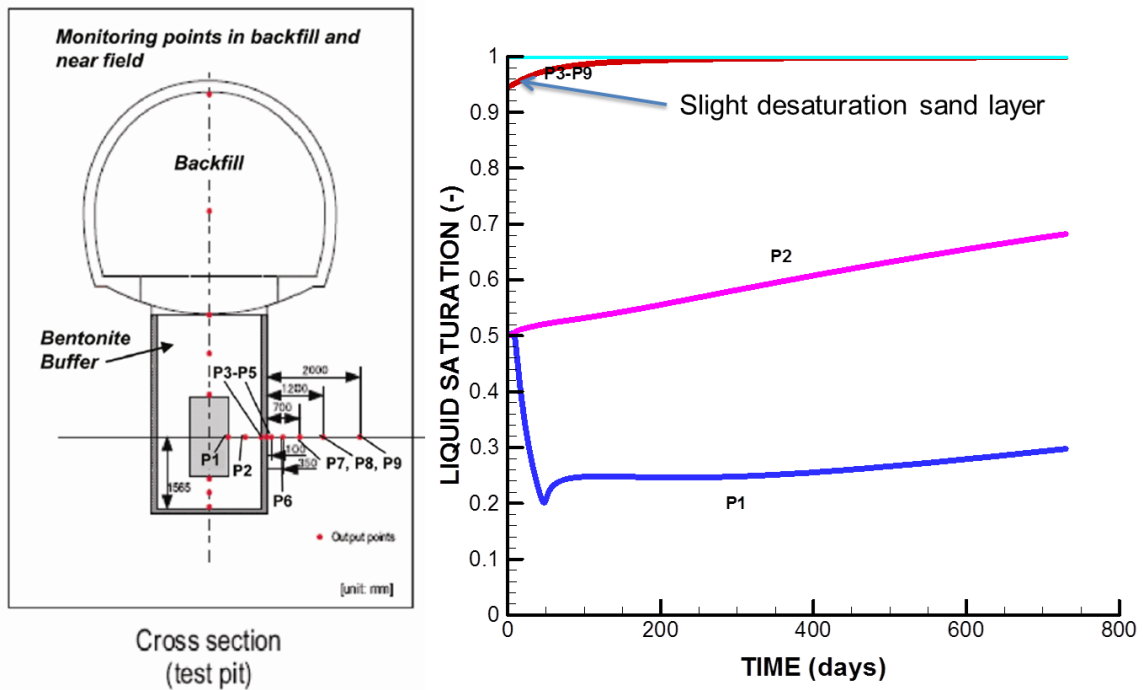 Monitoring points in backfill and
near field
Backfill
Bentonite
Buffer
P3-P5
2000
1200
700
P1
P2
100
350
P7, P8, P9
1565
P6
Output points
[unit: mm]
Cross section
(test pit)
1
0.9
0.8
0.7
0.6
0.5
0.4
0.3
0.2
0.1
0
LIQUID SATURATION (-)
P3-P9
Slight desaturation sand layer
P2
P1
0
200
400
600
800
TIME (days)